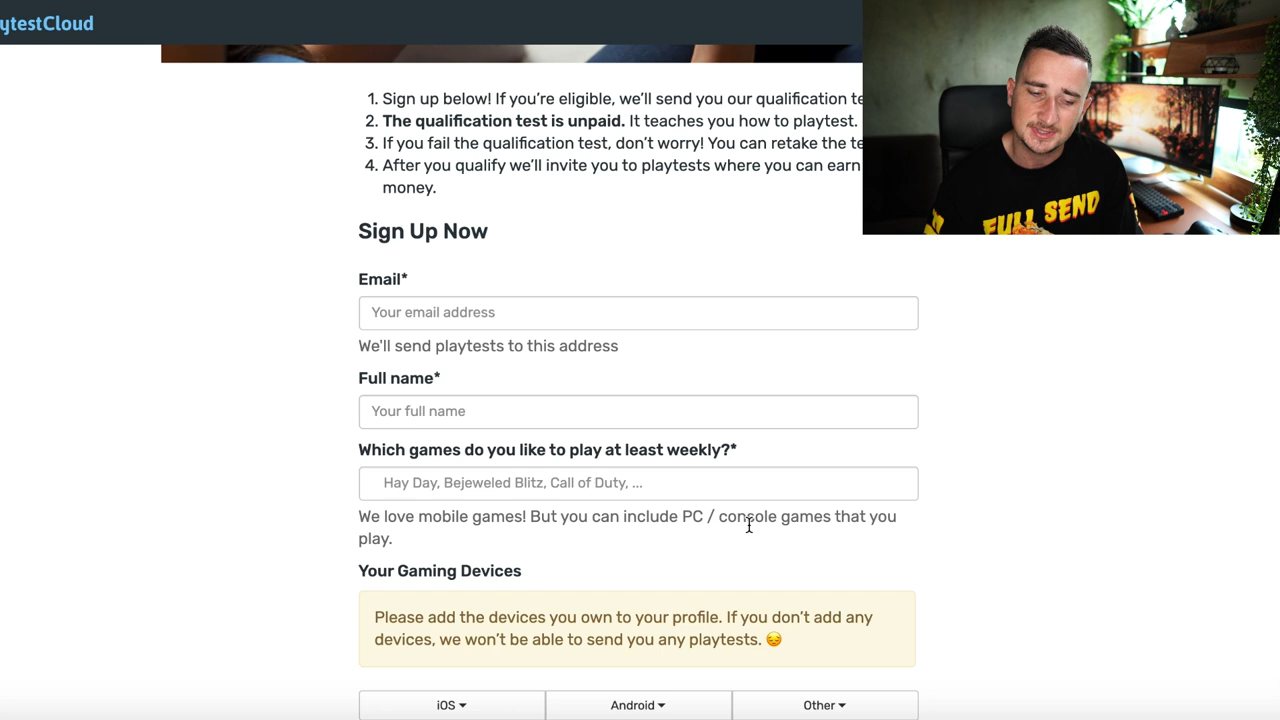 ytestCloud
1. Sign up below! If you’re eligible, we’ll send you our qualification te
2. The qualification test is unpaid. It teaches you how to playtest.
3. If you fail the qualification test, don’t worry! You can retake the te
4. After you qualify we’ll invite you to playtests where you can earn
money.
FULL SEND
Sign Up Now
Email*
Your email address
We'll send playtests to this address
Full name*
Your full name
Which games do you like to play at least weekly?*
Hay Day, Bejeweled Blitz, Call of Duty, ...
We love mobile games! But you can include PC / console games that you
play.
Your Gaming Devices
Please add the devices you own to your profile. If you don’t add any
devices, we won’t be able to send you any playtests. 😔
iOS
Android
Other